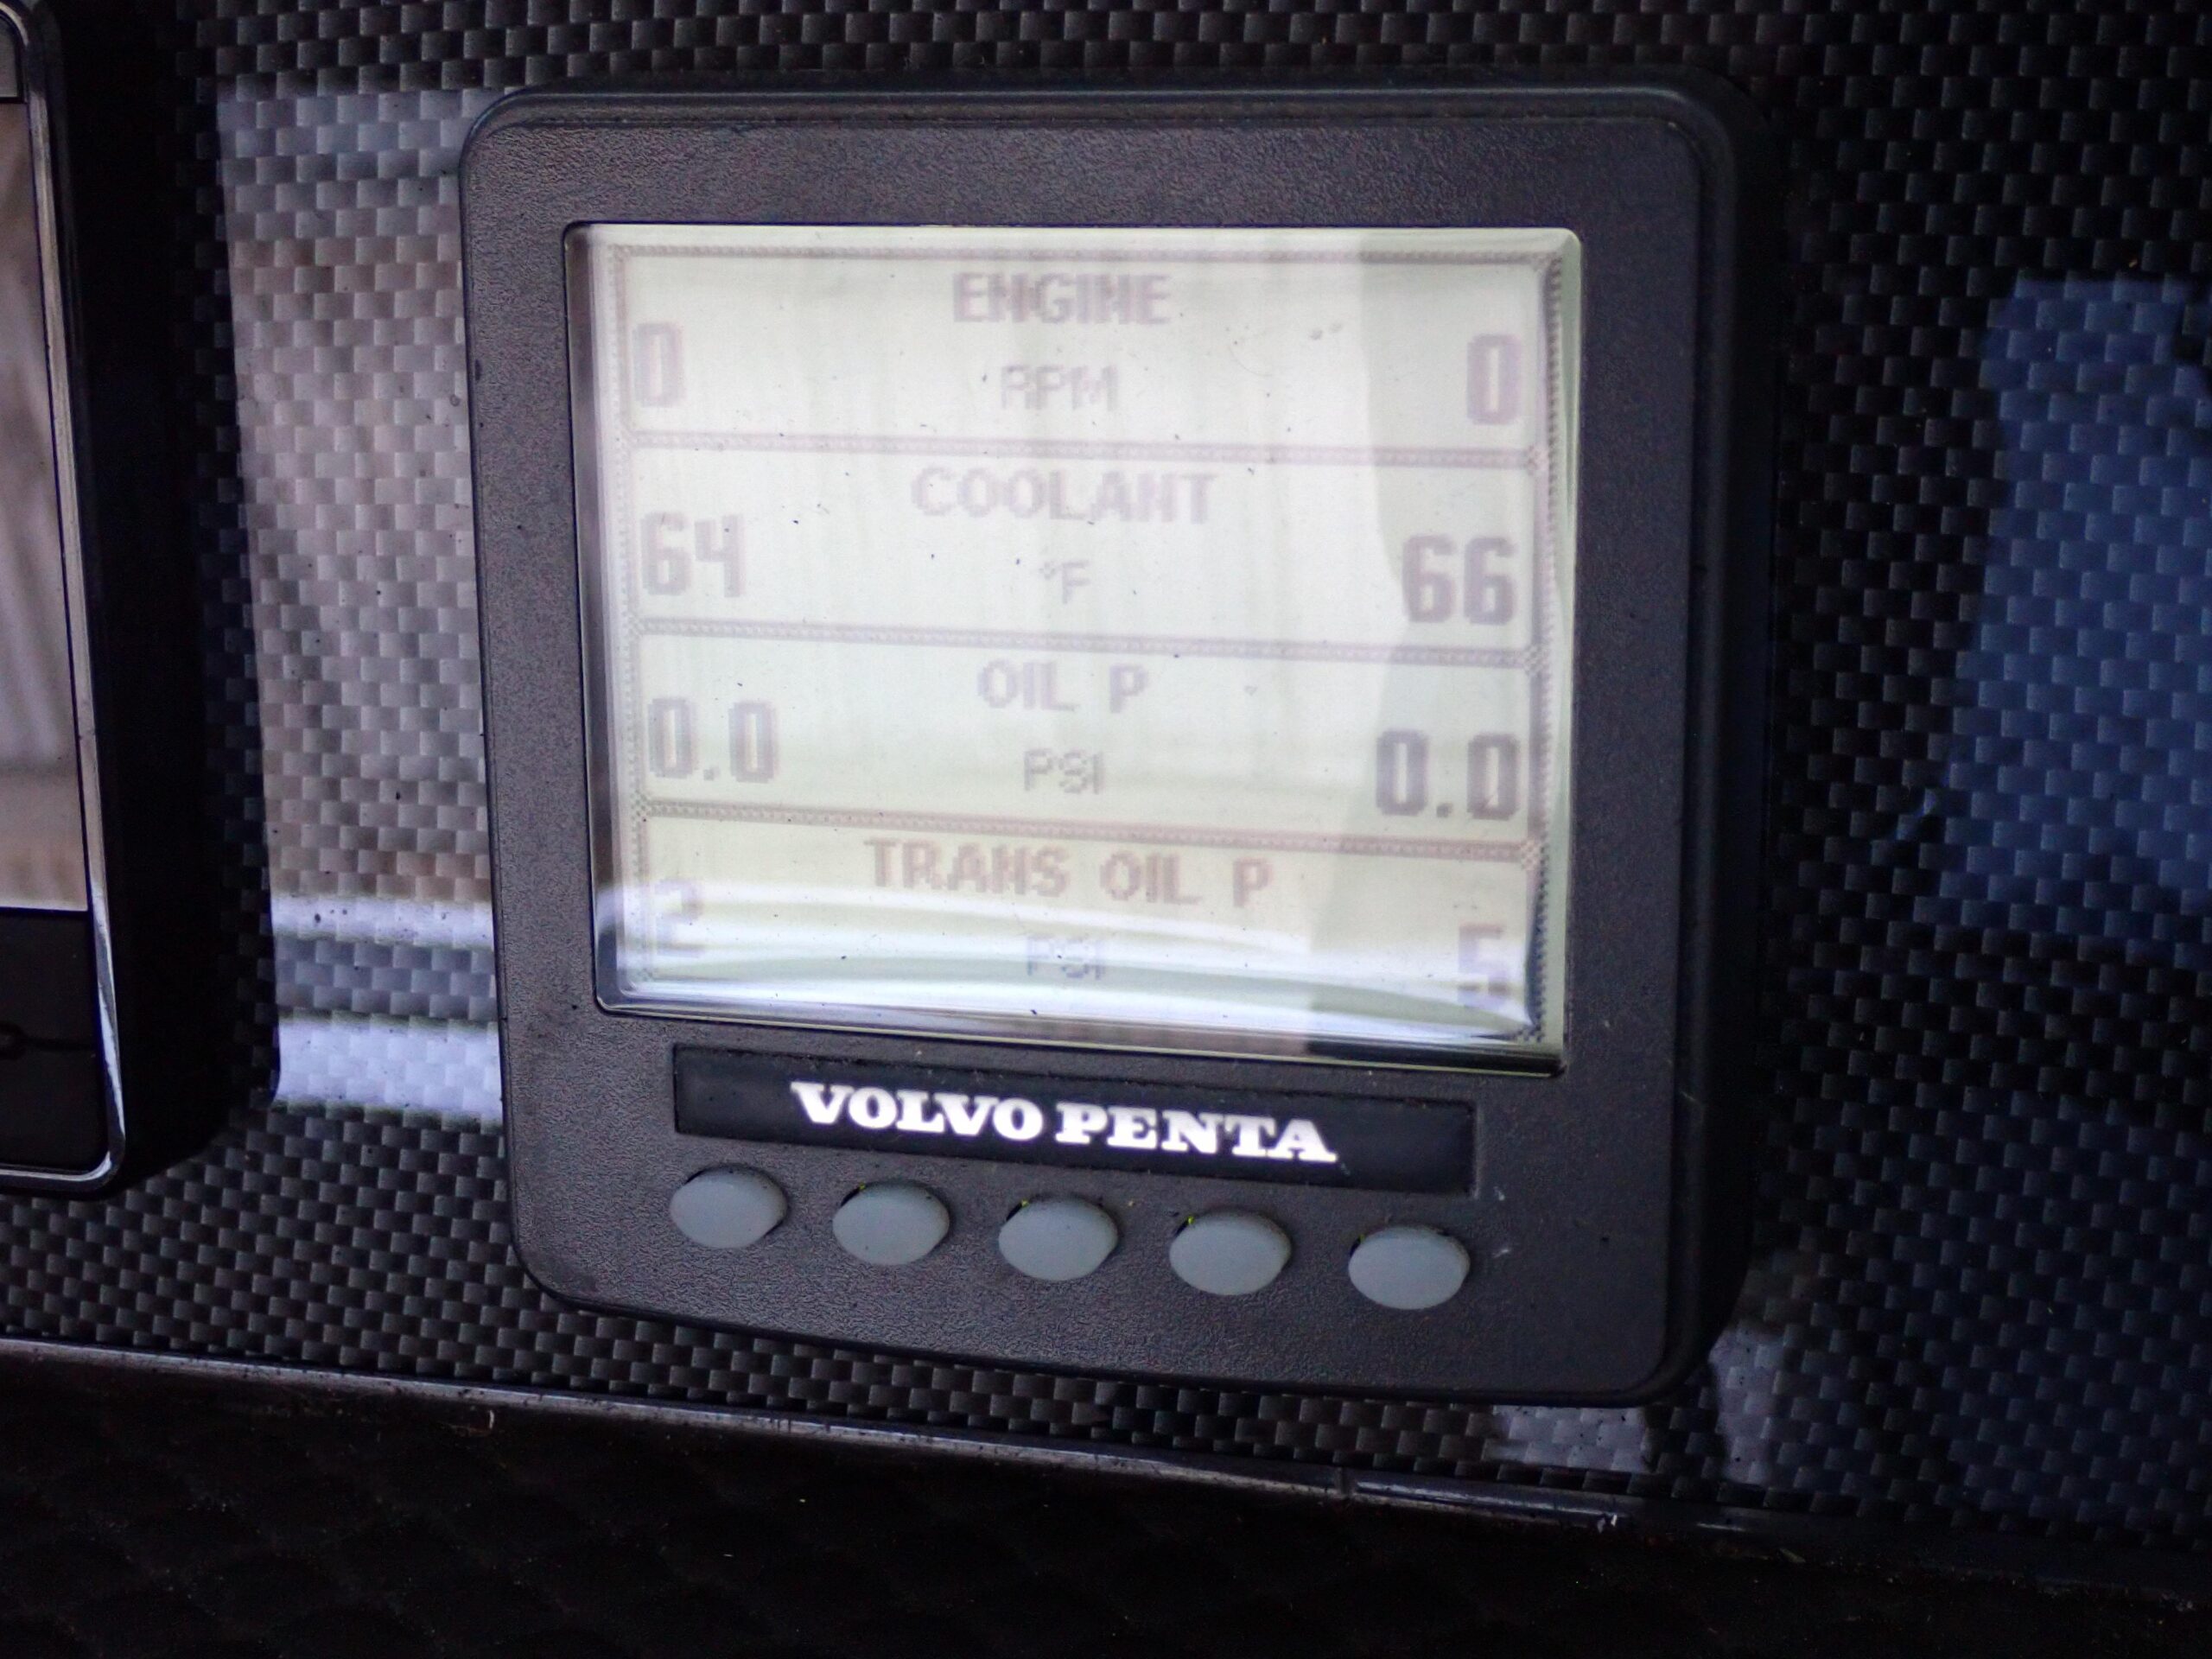 ENGINE
0 RPM 0
COOLANT
64 °F 66
OIL P
0.0 PSI 0.0
TRANS OIL P
2 PSI 5
VOLVO PENTA